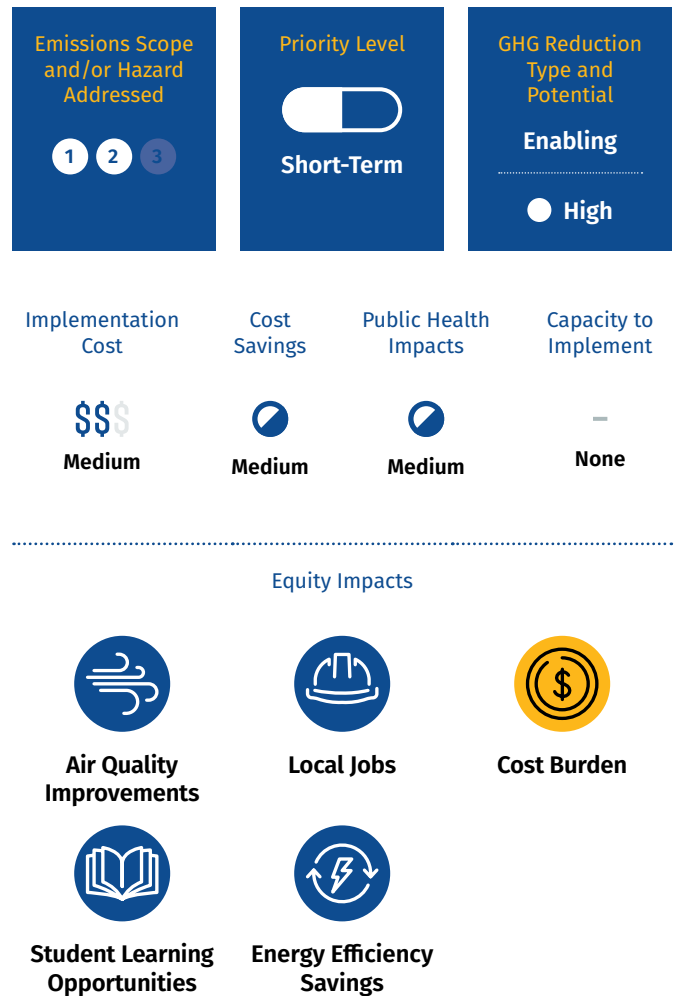 Emissions Scope
and/or Hazard
Addressed
1 2 3
Priority Level
Short-Term
GHG Reduction
Type and
Potential
Enabling
High
Implementation
Cost
$$$
Medium
Cost
Savings
Medium
Public Health
Impacts
Medium
Capacity to
Implement
–
None
Equity Impacts
Air Quality
Improvements
Local Jobs
$
Cost Burden
Student Learning
Opportunities
Energy Efficiency
Savings